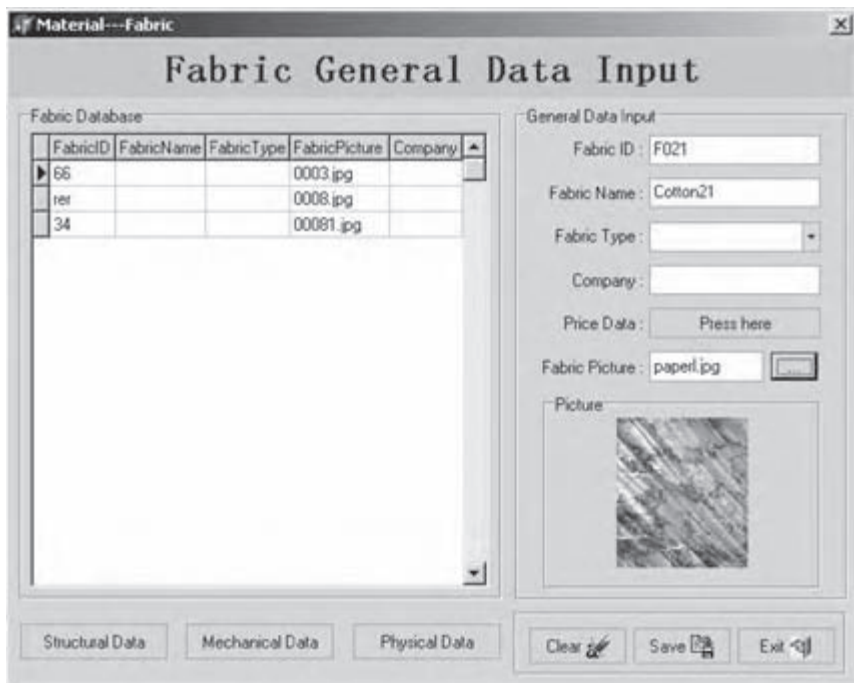 Material---Fabric
Fabric General Data Input
Fabric Database
FabricID FabricName FabricType FabricPicture Company
66 0003.jpg
rer 0008.jpg
34 00081.jpg
Structural Data Mechanical Data Physical Data
General Data Input
Fabric ID : F021
Fabric Name : Cotton21
Fabric Type :
Company :
Price Data : Press here
Fabric Picture : paperl.jpg ...
Picture
Clear Save Exit